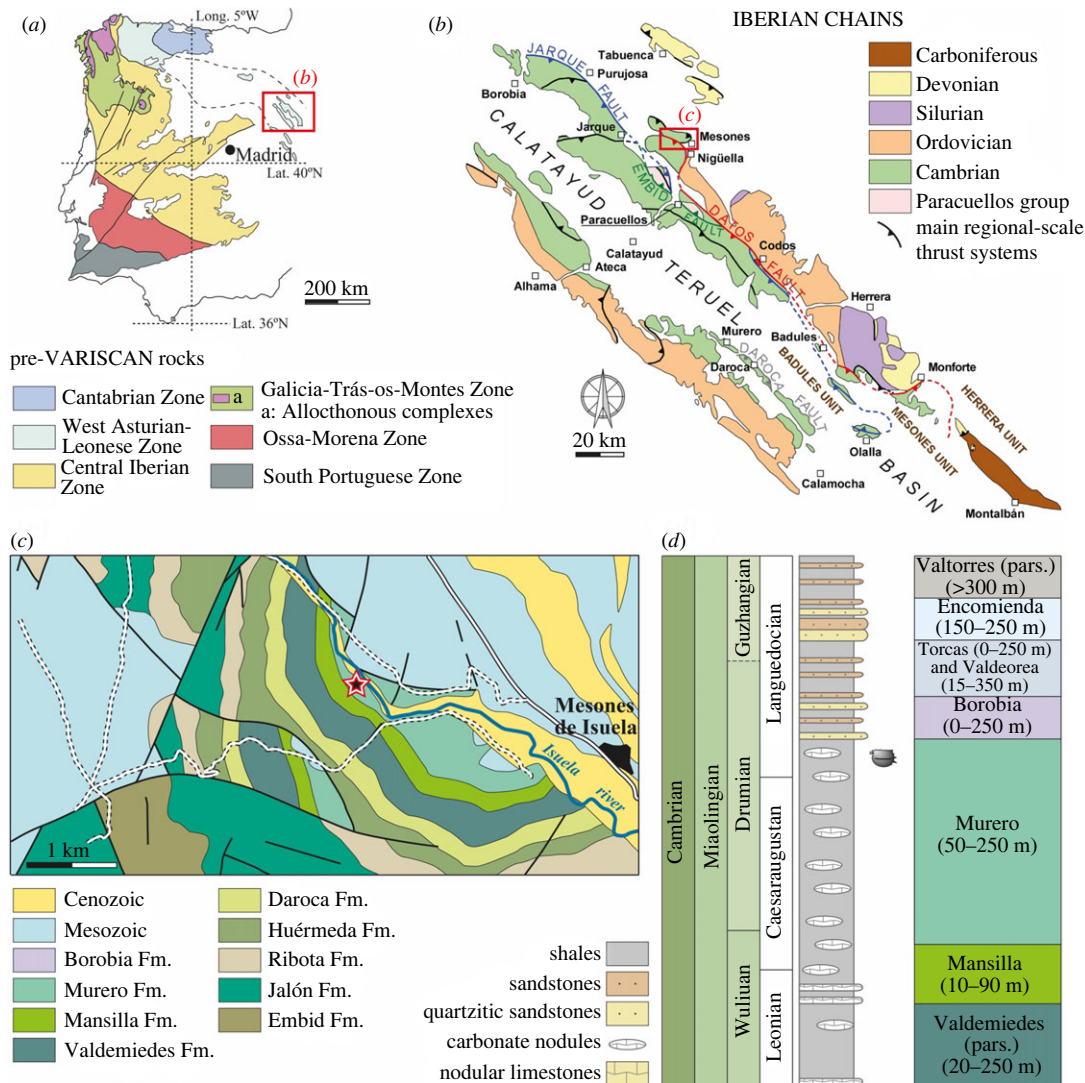 (a)
Long. 5ºW
(b)
Madrid
Lat. 40ºN
200 km
Lat. 36ºN
pre-VARISCAN rocks
Cantabrian Zone
West Asturian-
Leonese Zone
Central Iberian
Zone
a
Galicia-Trás-os-Montes Zone
a: Allocthonous complexes
Ossa-Morena Zone
South Portuguese Zone
(b)
IBERIAN CHAINS
JARQUE FAULT
Tabuenca
Purujosa
Borobia
Jarque
(c)
Mesones
Nigüella
CALATAYUD
EMBID FAULT
Paracuellos
DATOS FAULT
Calatayud
Codos
Ateca
Alhama
TERUEL
Herrera
Murero
DAROCA FAULT
Daroca
Badules
BADULES UNIT
Monforte
MESONES UNIT
HERRERA UNIT
20 km
Olalla
BASIN
Calamocha
Montalbán
Carboniferous
Devonian
Silurian
Ordovician
Cambrian
Paracuellos group
main regional-scale
thrust systems
(c)
Mesones
de Isuela
Isuela
river
1 km
Cenozoic
Mesozoic
Borobia Fm.
Murero Fm.
Mansilla Fm.
Valdemiedes Fm.
Daroca Fm.
Huérmeda Fm.
Ribota Fm.
Jalón Fm.
Embid Fm.
shales
sandstones
quartzitic sandstones
carbonate nodules
nodular limestones
(d)
Cambrian
Miaolingian
Guzhangian
Drumian
Wuliuan
Languedocian
Caesaraugustan
Leonian
Valtorres (pars.)
(>300 m)
Encomienda
(150–250 m)
Torcas (0–250 m)
and Valdeorea
(15–350 m)
Borobia
(0–250 m)
Murero
(50–250 m)
Mansilla
(10–90 m)
Valdemiedes
(pars.)
(20–250 m)